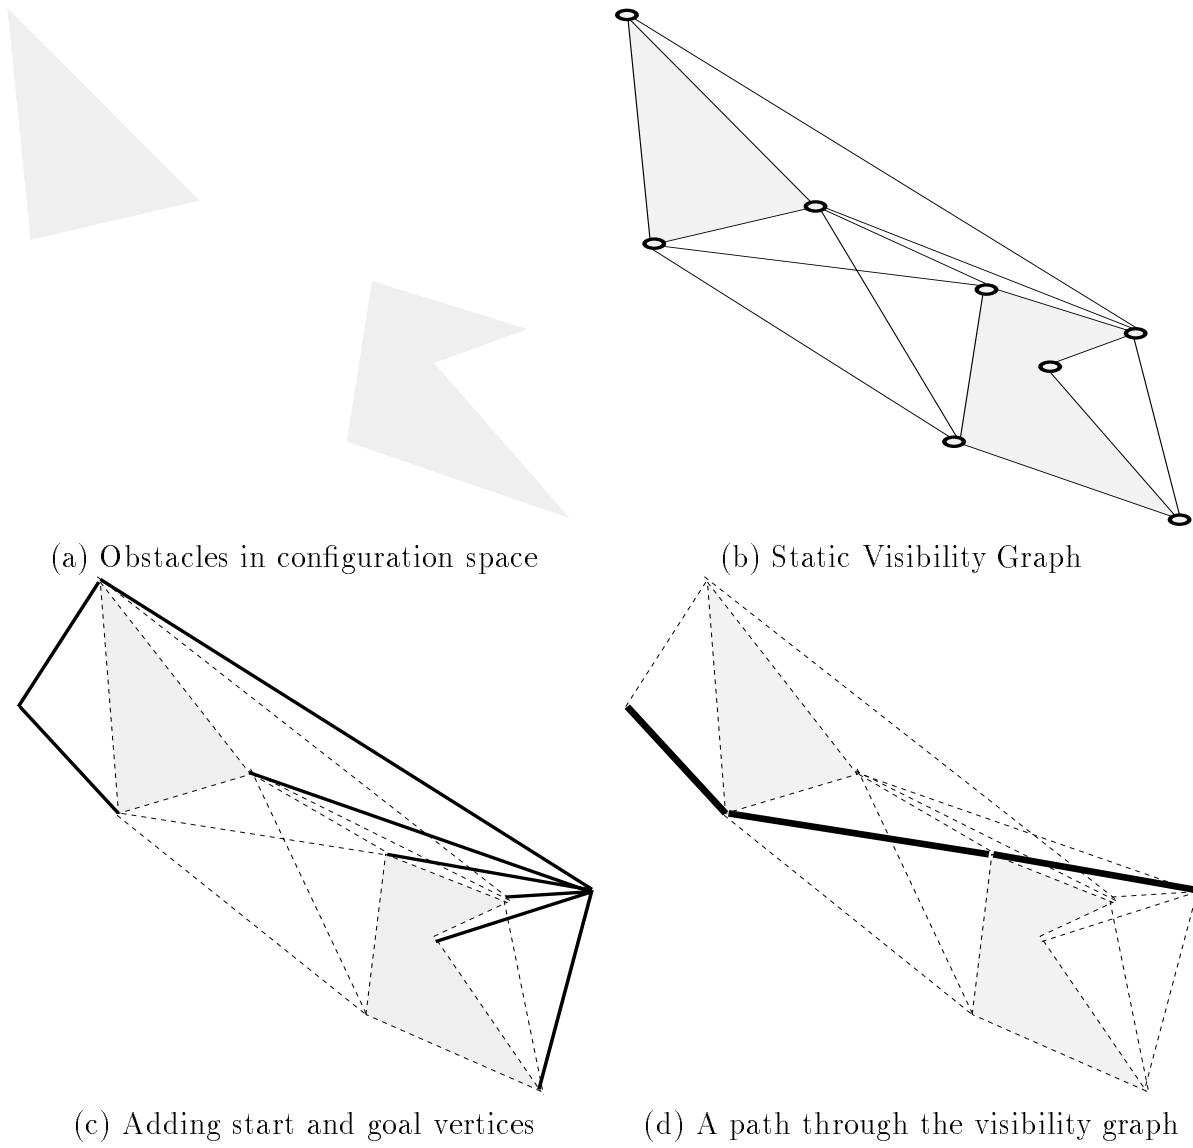 (a) Obstacles in configuration space
(b) Static Visibility Graph
(c) Adding start and goal vertices
(d) A path through the visibility graph